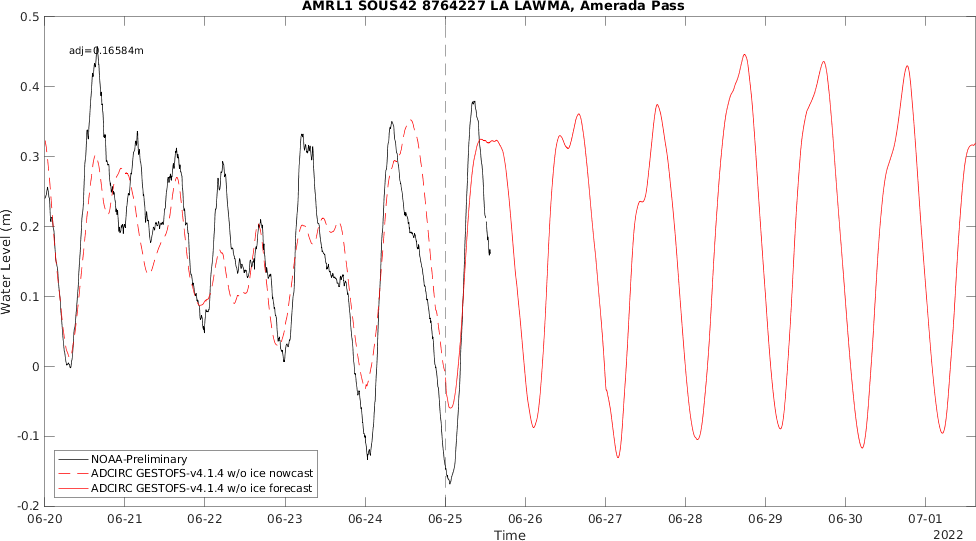 AMRL1 SOUS42 8764227 LA LAWMA, Amerada Pass
0.5
adj=0.16584m
0.4
0.3
0.2
0.1
0
-0.1
-0.2
Water Level (m)
NOAA-Preliminary
ADCIRC GESTOFS-v4.1.4 w/o ice nowcast
ADCIRC GESTOFS-v4.1.4 w/o ice forecast
06-20 06-21 06-22 06-23 06-24 06-25 06-26 06-27 06-28 06-29 06-30 07-01
Time
2022